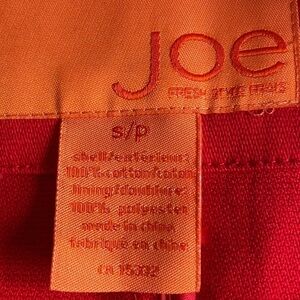 Joe
FRESH STYLE FRAIS
s/p
shell/extérieur:
100% cotton/coton
lining/doublure:
100% polyester
made in china
fabriqué en chine
CA 15332